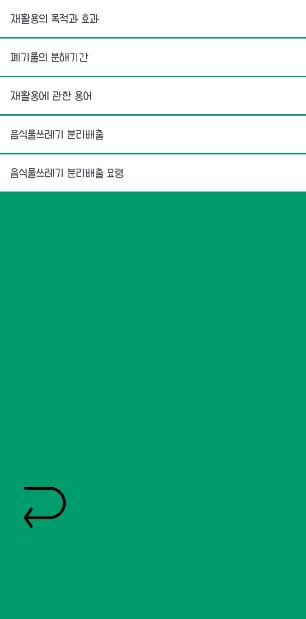 재활용의 목적과 효과
폐기물의 분해기간
재활용에 관한 용어
음식물쓰레기 분리배출
음식물쓰레기 분리배출 요령